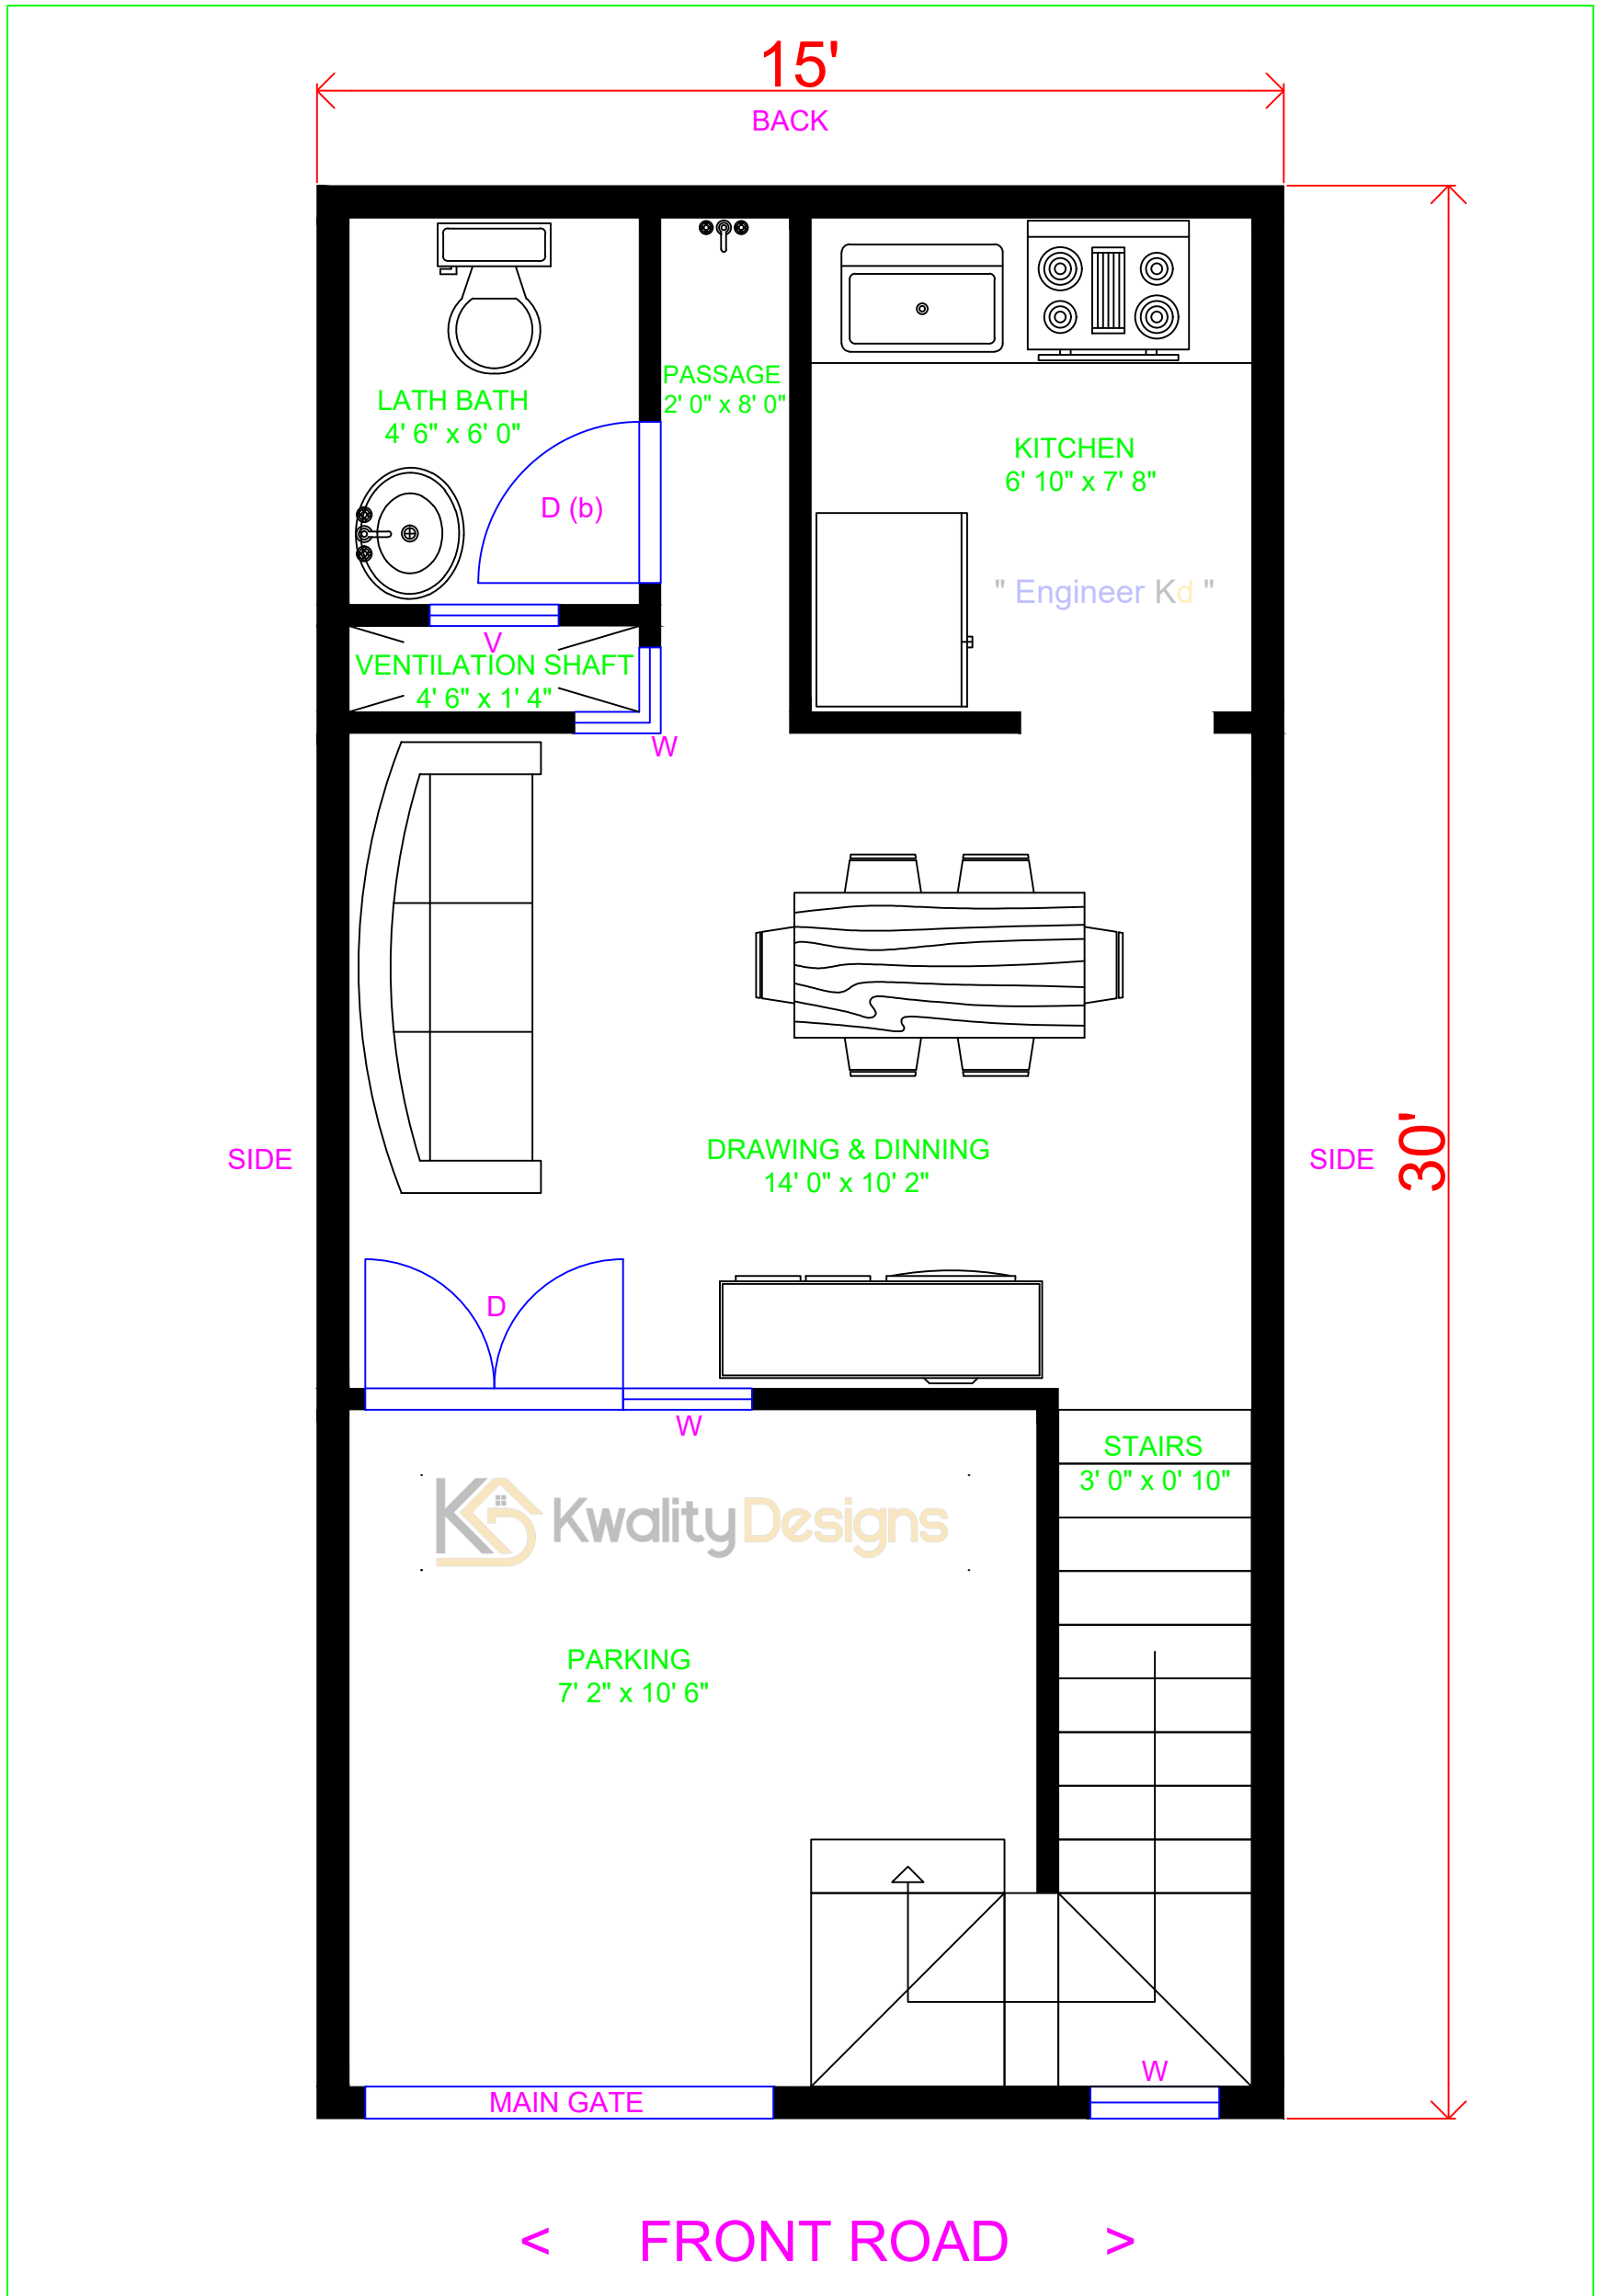 15'
BACK
LATH BATH
4' 6" x 6' 0"
PASSAGE
2' 0" x 8' 0"
KITCHEN
6' 10" x 7' 8"
D (b)
" Engineer Kd "
V
VENTILATION SHAFT
4' 6" x 1' 4"
W
SIDE
DRAWING & DINNING
14' 0" x 10' 2"
SIDE
30'
D
W
STAIRS
3' 0" x 0' 10"
KwalityDesigns
PARKING
7' 2" x 10' 6"
W
MAIN GATE
< FRONT ROAD >